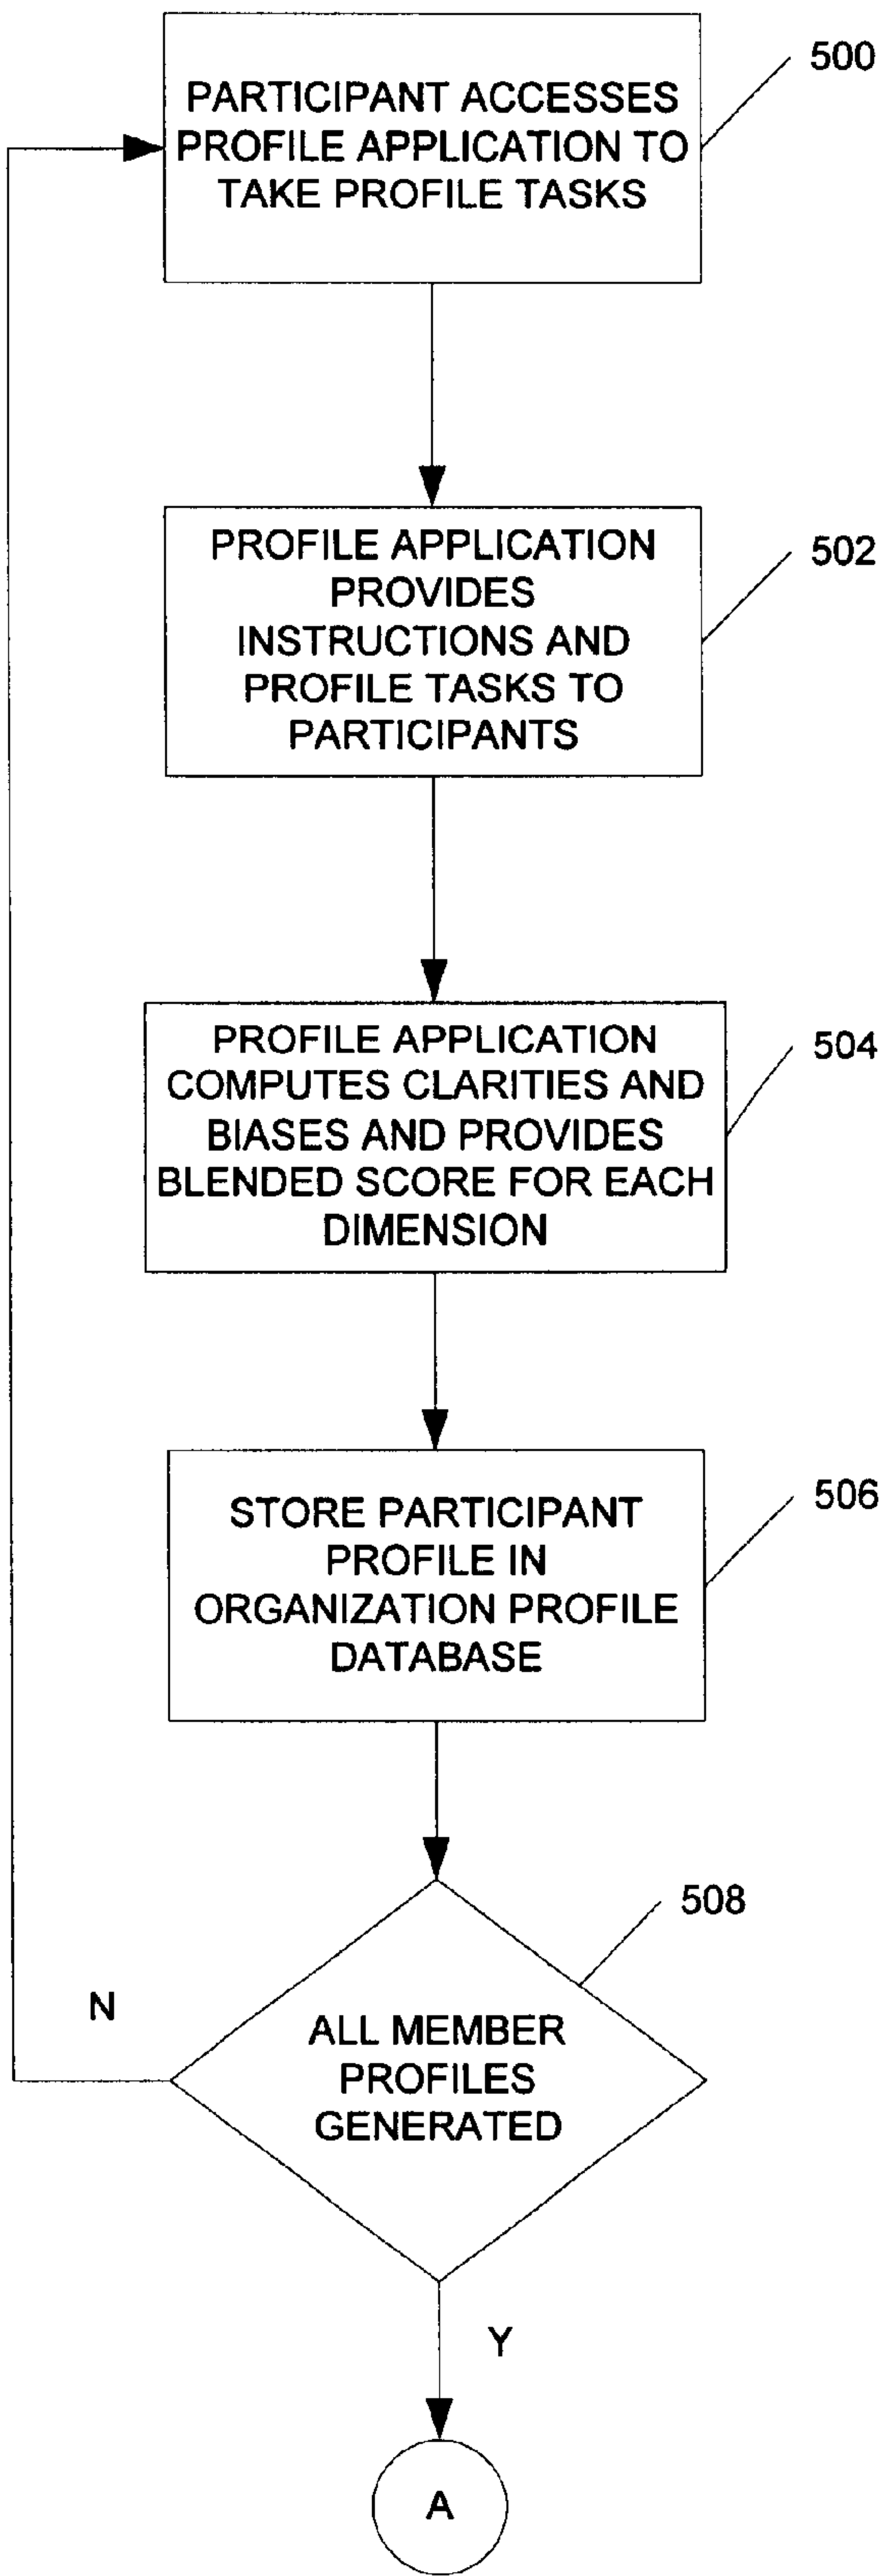 500
PARTICIPANT ACCESSES
PROFILE APPLICATION TO
TAKE PROFILE TASKS
502
PROFILE APPLICATION
PROVIDES
INSTRUCTIONS AND
PROFILE TASKS TO
PARTICIPANTS
504
PROFILE APPLICATION
COMPUTES CLARITIES AND
BIASES AND PROVIDES
BLENDED SCORE FOR EACH
DIMENSION
506
STORE PARTICIPANT
PROFILE IN
ORGANIZATION PROFILE
DATABASE
508
N
ALL MEMBER
PROFILES
GENERATED
Y
A